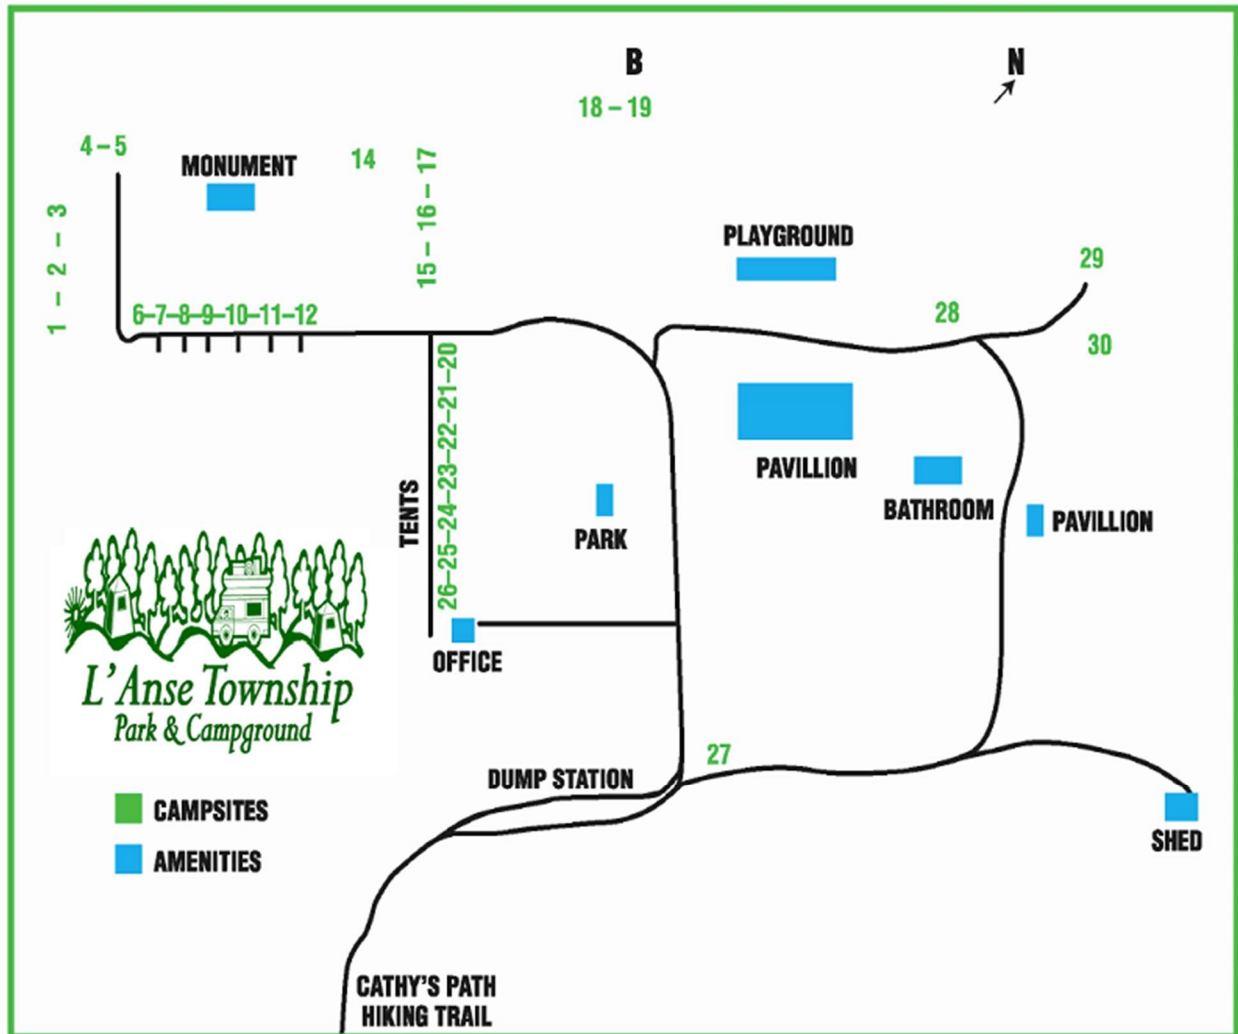 B
N
18 – 19
4 – 5
MONUMENT
14
15 – 16 – 17
1 – 2 – 3
PLAYGROUND
29
28
30
6–7–8–9–10–11–12
26–25–24–23–22–21–20
TENTS
PARK
PAVILLION
BATHROOM
PAVILLION
OFFICE
L'Anse Township
Park & Campground
27
DUMP STATION
CAMPSITES
AMENITIES
SHED
CATHY'S PATH
HIKING TRAIL